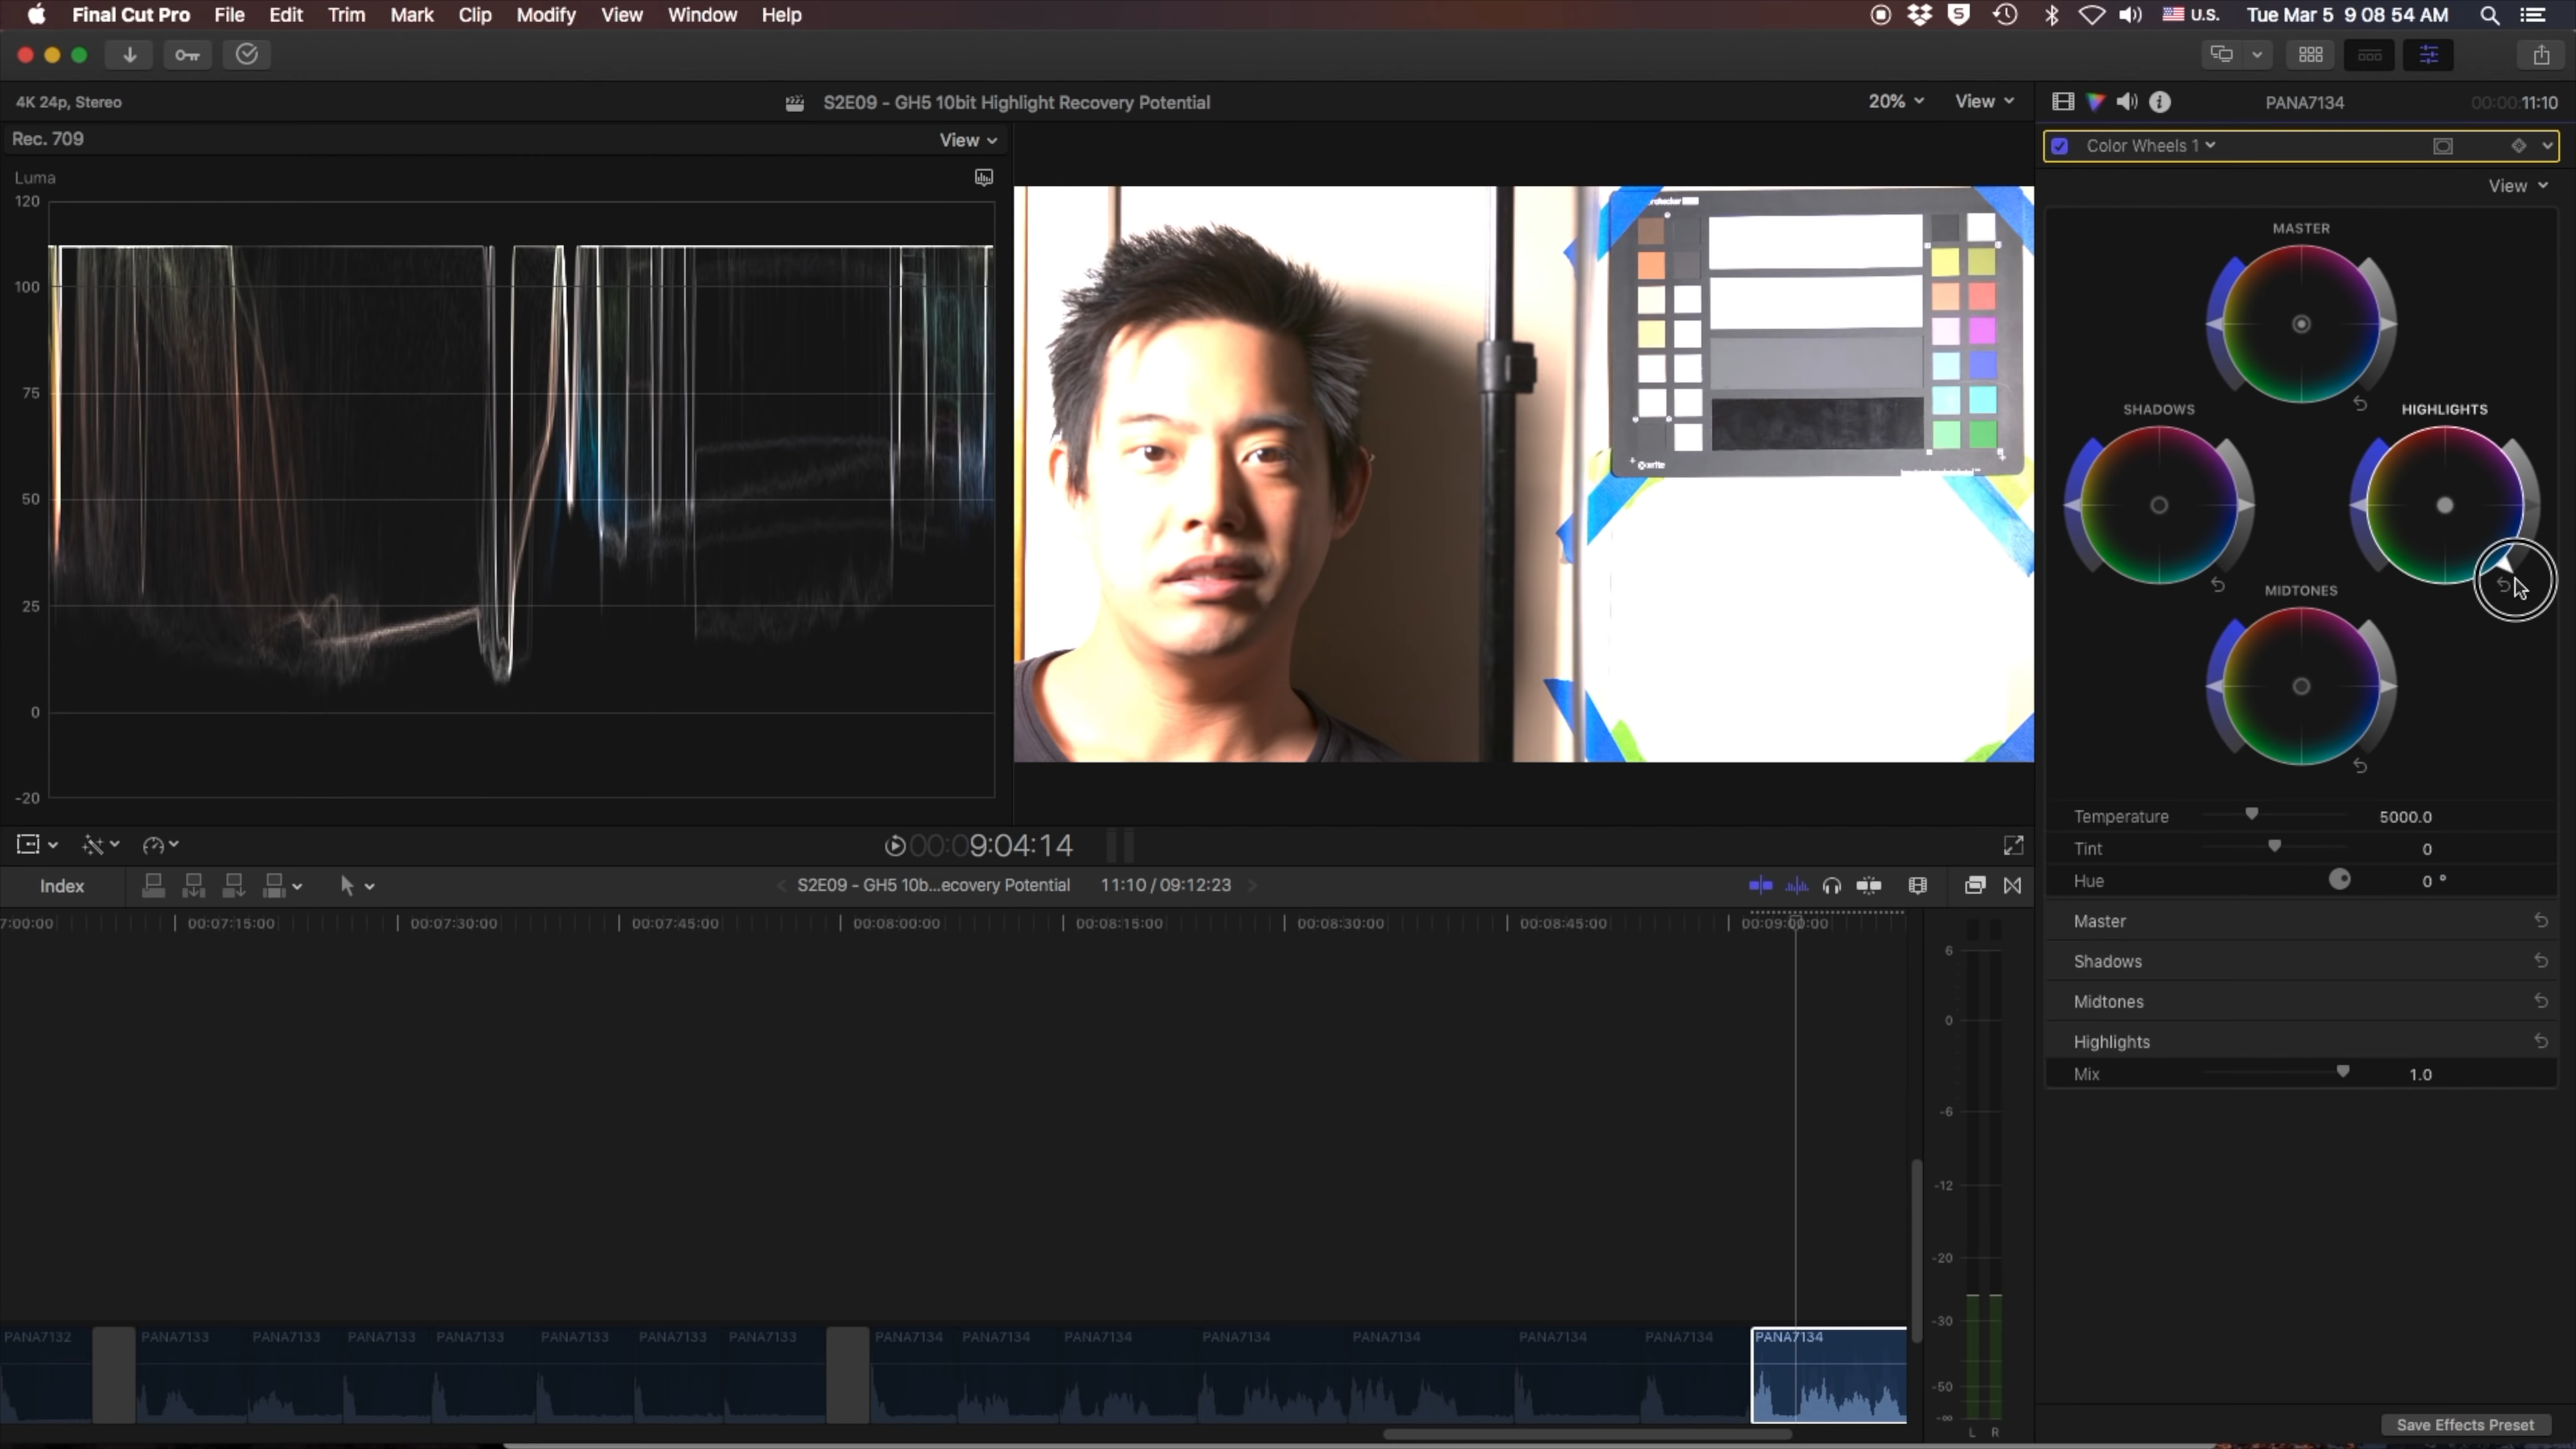 Final Cut Pro File Edit Trim Mark Clip Modify View Window Help U.S. Tue Mar 5 9 08 54 AM
4K 24p, Stereo S2E09 - GH5 10bit Highlight Recovery Potential 20% View PANA7134 00:00:11:10
Rec. 709 View Color Wheels 1
Luma View
120
100
75
50
25
0
-20
x-rite
MASTER
SHADOWS HIGHLIGHTS
MIDTONES
Temperature 5000.0
Tint 0
Hue 0 °
Master
Shadows
Midtones
Highlights
Mix 1.0
00:09:04:14
Index S2E09 - GH5 10b...ecovery Potential 11:10 / 09:12:23
7:00:00 00:07:15:00 00:07:30:00 00:07:45:00 00:08:00:00 00:08:15:00 00:08:30:00 00:08:45:00 00:09:00:00
6
0
-6
-12
-20
-30
-50
-∞
L R
PANA7132 PANA7133 PANA7133 PANA7133 PANA7133 PANA7133 PANA7133 PANA7133 PANA7134 PANA7134 PANA7134 PANA7134 PANA7134 PANA7134 PANA7134 PANA7134
Save Effects Preset